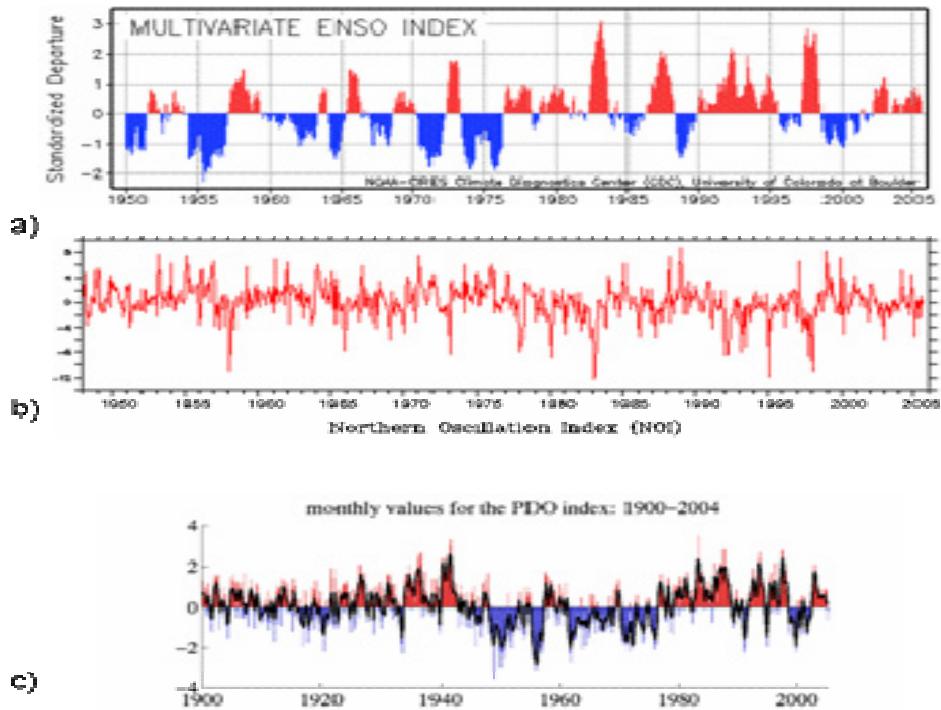 MULTIVARIATE ENSO INDEX
Standardized Departure
3
2
1
0
-1
-2
NOAA-CIRES Climate Diagnostics Center (CDC), University of Colorado at Boulder
1950 1955 1960 1965 1970 1975 1980 1985 1990 1995 2000 2005
a)
0
1950 1955 1960 1965 1970 1975 1980 1985 1990 1995 2000 2005
b)
Northern Oscillation Index (NOI)
monthly values for the PDO index: 1900-2004
4
2
0
-2
-4
1900 1920 1940 1960 1980 2000
c)